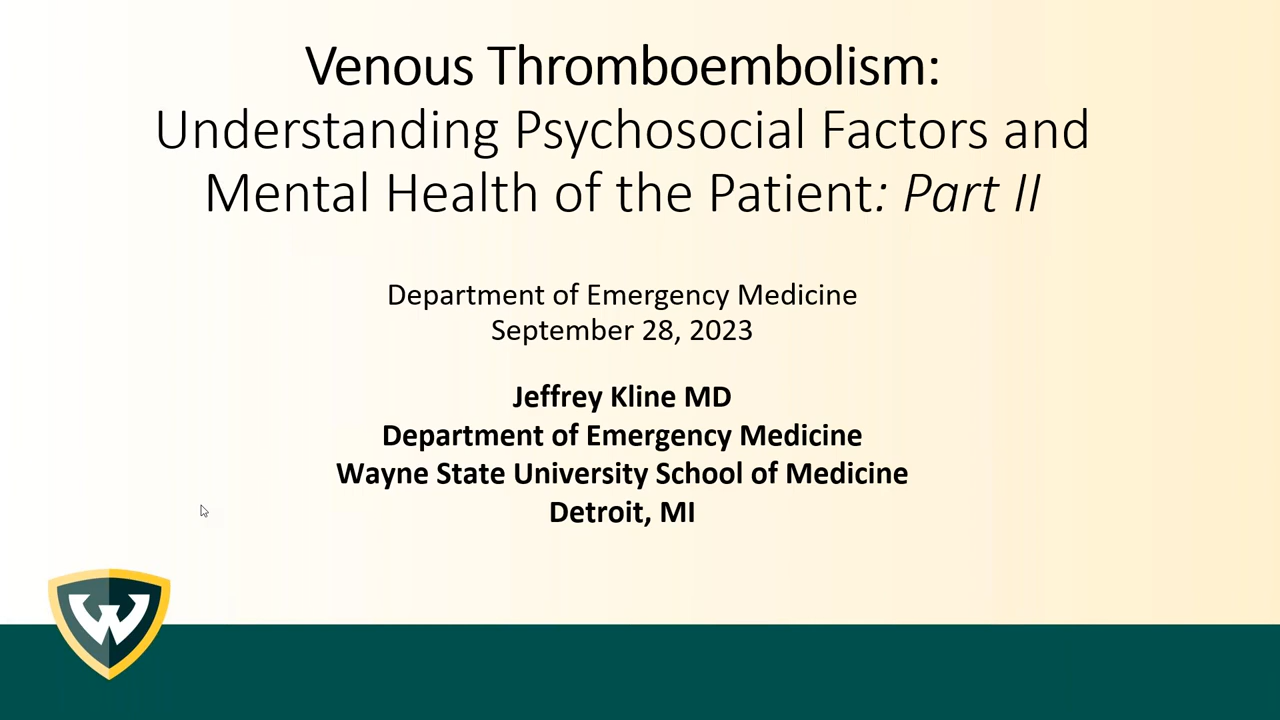 Venous Thromboembolism:
Understanding Psychosocial Factors and
Mental Health of the Patient: Part II
Department of Emergency Medicine
September 28, 2023
Jeffrey Kline MD
Department of Emergency Medicine
Wayne State University School of Medicine
Detroit, MI
W